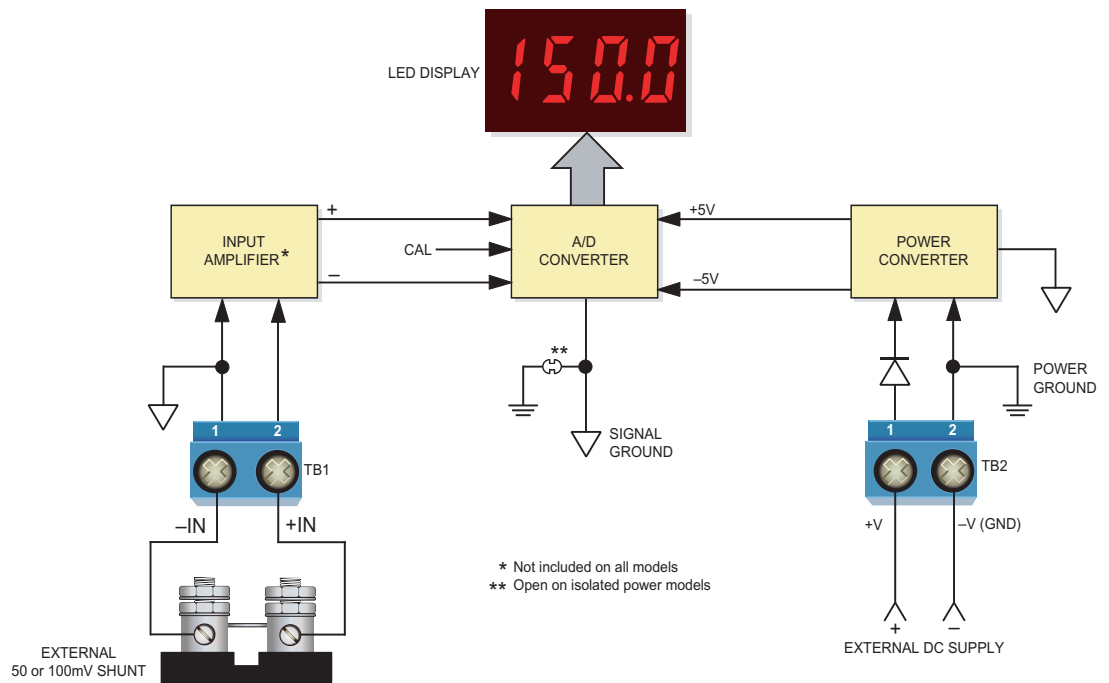 150.0
LED DISPLAY
+
+5V
INPUT
AMPLIFIER*
CAL
A/D
CONVERTER
POWER
CONVERTER
–
–5V
**
POWER
GROUND
1 2
TB1
SIGNAL
GROUND
1 2
TB2
–IN +IN
+V –V (GND)
* Not included on all models
** Open on isolated power models
+ –
EXTERNAL DC SUPPLY
EXTERNAL
50 or 100mV SHUNT